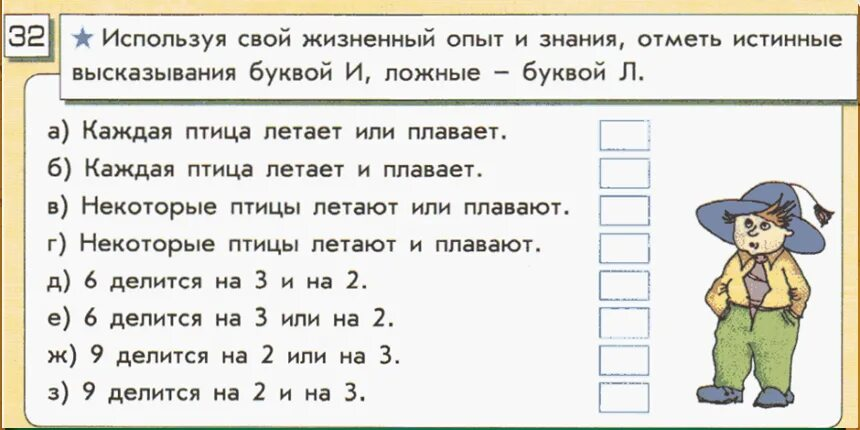 32
★ Используя свой жизненный опыт и знания, отметь истинные
высказывания буквой И, ложные – буквой Л.
а) Каждая птица летает или плавает.
б) Каждая птица летает и плавает.
в) Некоторые птицы летают или плавают.
г) Некоторые птицы летают и плавают.
д) 6 делится на 3 и на 2.
е) 6 делится на 3 или на 2.
ж) 9 делится на 2 или на 3.
з) 9 делится на 2 и на 3.